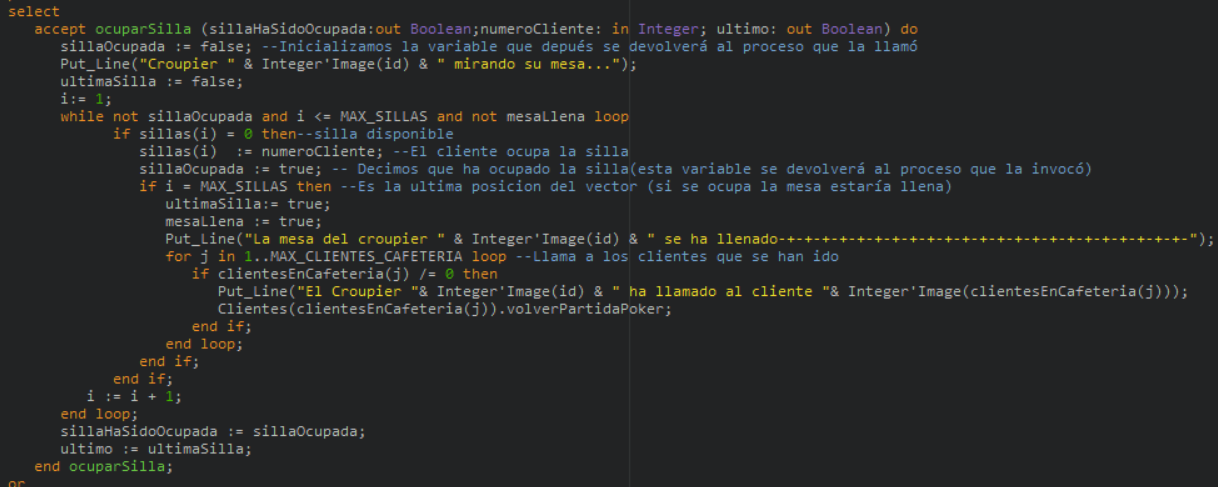 select
accept ocuparSilla (sillaHaSidoOcupada:out Boolean;numeroCliente: in Integer; ultimo: out Boolean) do
sillaOcupada := false; --Inicializamos la variable que depués se devolverá al proceso que la llamó
Put_Line("Croupier " & Integer'Image(id) & " mirando su mesa...");
ultimaSilla := false;
i:= 1;
while not sillaOcupada and i <= MAX_SILLAS and not mesaLlena loop
if sillas(i) = 0 then--silla disponible
sillas(i)  := numeroCliente; --El cliente ocupa la silla
sillaOcupada := true; -- Decimos que ha ocupado la silla(esta variable se devolverá al proceso que la invocó)
if i = MAX_SILLAS then --Es la ultima posicion del vector (si se ocupa la mesa estaría llena)
ultimaSilla:= true;
mesaLlena := true;
Put_Line("La mesa del croupier " & Integer'Image(id) & " se ha llenado-+-+-+-+-+-+-+-+-+-+-+-+-+-+-+-+-+-+-+-+-+-+-+-");
for j in 1..MAX_CLIENTES_CAFETERIA loop --Llama a los clientes que se han ido
if clientesEnCafeteria(j) /= 0 then
Put_Line("El Croupier "& Integer'Image(id) & " ha llamado al cliente "& Integer'Image(clientesEnCafeteria(j)));
Clientes(clientesEnCafeteria(j)).volverPartidaPoker;
end if;
end loop;
end if;
end if;
i := i + 1;
end loop;
sillaHaSidoOcupada := sillaOcupada;
ultimo := ultimaSilla;
end ocuparSilla;
or